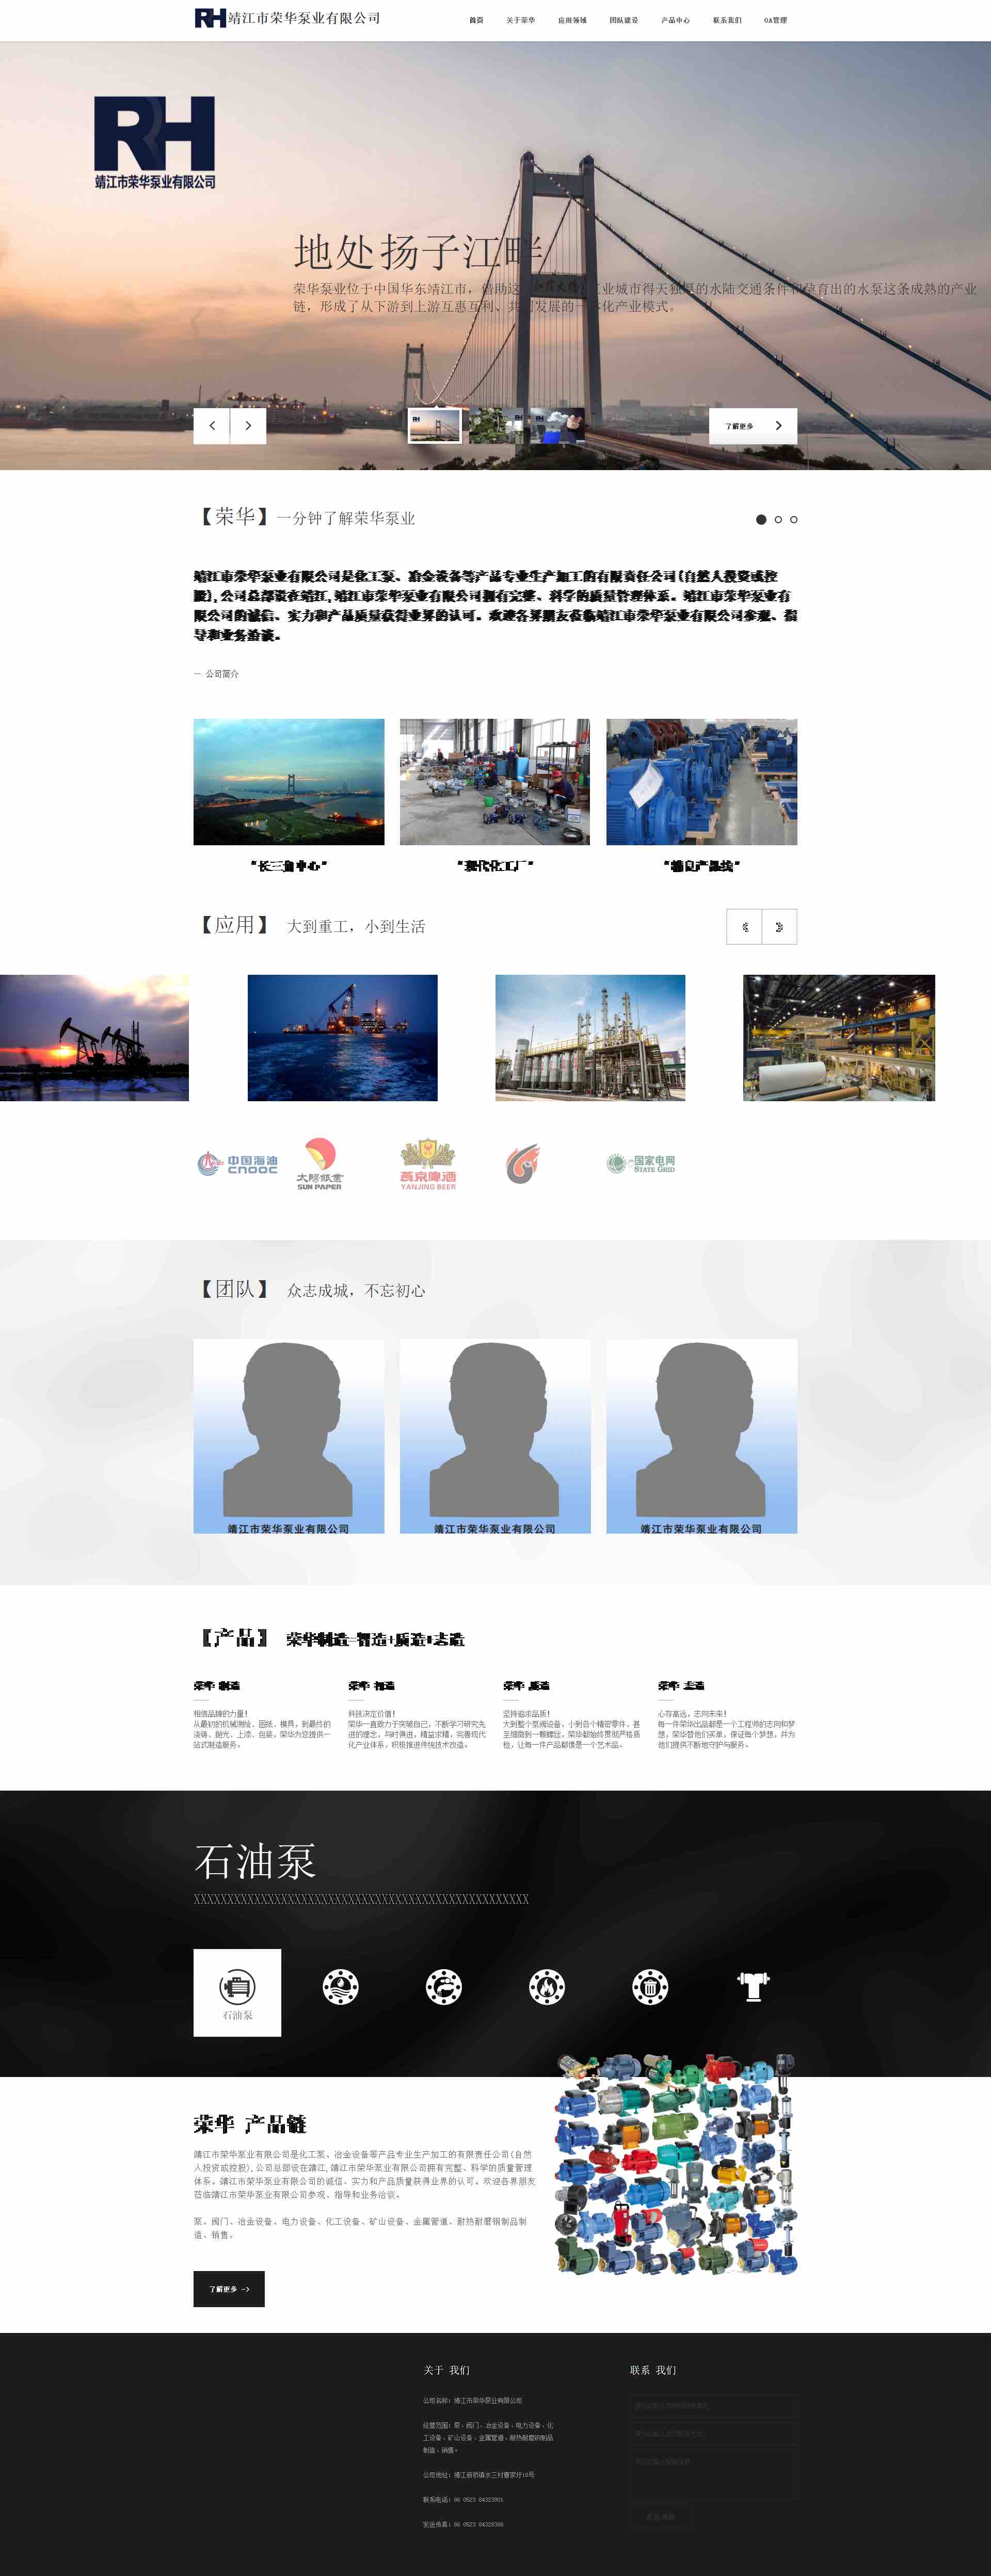 RH靖江市荣华泵业有限公司
首页 关于荣华 应用领域 团队建设 产品中心 联系我们 OA管理
RH
靖江市荣华泵业有限公司
地处扬子江畔
荣华泵业位于中国华东靖江市，借助这
业城市得天独厚的水陆交通条件和孕育出的水泵这条成熟的产业
链，形成了从下游到上游互惠互利、共同发展的一体化产业模式。
了解更多
【荣华】一分钟了解荣华泵业
靖江市荣华泵业有限公司是化工泵、冶金设备等产品专业生产加工的有限责任公司(自然人投资或控
股),公司总部设在靖江,靖江市荣华泵业有限公司拥有完整、科学的质量管理体系。靖江市荣华泵业有
限公司的诚信、实力和产品质量获得业界的认可。欢迎各界朋友莅临靖江市荣华泵业有限公司参观、指
导和业务洽谈。
— 公司简介
“长三角中心”
“现代化工厂”
“精良产品线”
【应用】 大到重工，小到生活
中国海油
CNOOC
太阳纸业
SUN PAPER
燕京啤酒
YANJING BEER
国家电网
STATE GRID
【团队】 众志成城，不忘初心
靖江市荣华泵业有限公司
靖江市荣华泵业有限公司
靖江市荣华泵业有限公司
【产品】 荣华制造=智造+质造+志造
荣华 制造
相信品牌的力量!
从最初的机械测绘、图纸、模具，到最终的
浇铸、抛光、上漆，包装，荣华为您提供一
站式制造服务。
荣华 智造
科技决定价值!
荣华一直致力于突破自己，不断学习研究先
进的理念，与时俱进，精益求精，完善现代
化产业体系，积极推进传统技术改造。
荣华 质造
坚持追求品质!
大到整个泵阀设备，小到各个精密零件，甚
至细微到一颗螺丝，荣华都始终贯彻严格质
检，让每一件产品都像是一个艺术品。
荣华 志造
心存高远，志向未来!
每一件荣华出品都是一个工程师的志向和梦
想，荣华替他们买单，保证每个梦想，并为
他们提供不断地守护与服务。
石油泵
XXXXXXXXXXXXXXXXXXXXXXXXXXXXXXXXXXXXXXXXXXXXXXXXXX
石油泵
荣华 产品链
靖江市荣华泵业有限公司是化工泵、冶金设备等产品专业生产加工的有限责任公司(自然
人投资或控股),公司总部设在靖江,靖江市荣华泵业有限公司拥有完整、科学的质量管理
体系。靖江市荣华泵业有限公司的诚信、实力和产品质量获得业界的认可。欢迎各界朋友
莅临靖江市荣华泵业有限公司参观、指导和业务洽谈。
泵、阀门、冶金设备、电力设备、化工设备、矿山设备、金属管道、耐热耐磨钢制品制
造、销售。
了解更多 ->
关于 我们
公司名称: 靖江市荣华泵业有限公司
经营范围: 泵、阀门、冶金设备、电力设备、化
工设备、矿山设备、金属管道、耐热耐磨钢制品
制造、销售。
公司地址: 靖江新桥镇水三村曹家圩18号
联系电话: 86 0523 84323901
发送传真: 86 0523 84329386
联系 我们